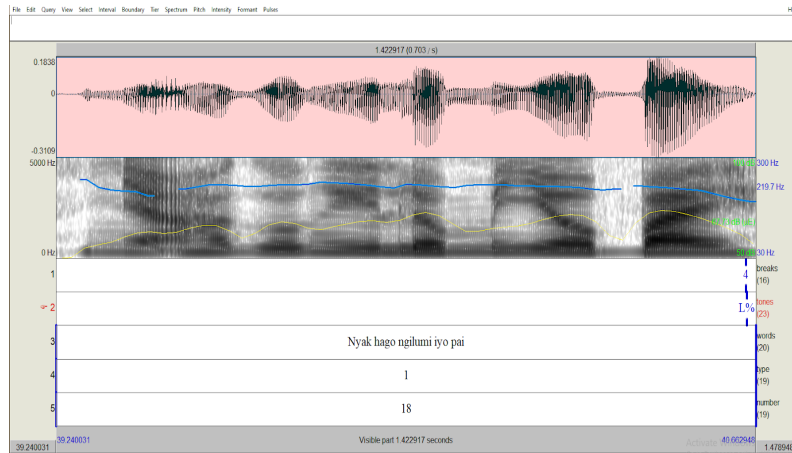 File Edit Query View Select Interval Boundary Tier Spectrum Pitch Intensity Formant Pulses
1.422917 (0.703 / s)
0.1838
0
-0.3109
5000 Hz
300 Hz
219.7 Hz
0 Hz
30 Hz
1
4
breaks
(16)
2
L%
tones
(23)
3
Nyak hago ngilumi iyo pai
words
(20)
4
1
type
(19)
5
18
number
(19)
39.240031
39.240031
Visible part 1.422917 seconds
40.662948
1.478948